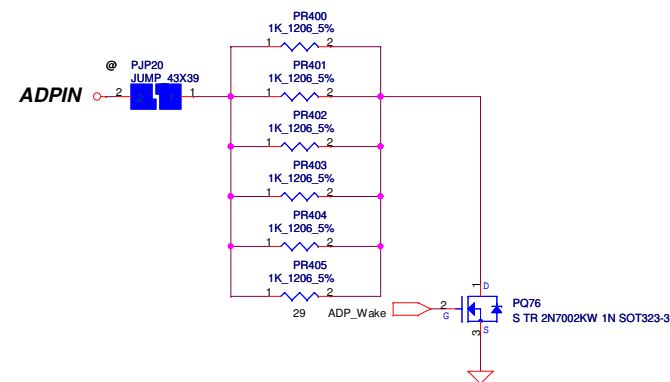 PR400
1K_1206_5%
1 2
@ PJP20
JUMP_43X39
ADPIN 2 2 1 1
PR401
1K_1206_5%
1 2
PR402
1K_1206_5%
1 2
PR403
1K_1206_5%
1 2
PR404
1K_1206_5%
1 2
PR405
1K_1206_5%
1 2
29 ADP_Wake
1 D
2 G
3 S
PQ76
S TR 2N7002KW 1N SOT323-3